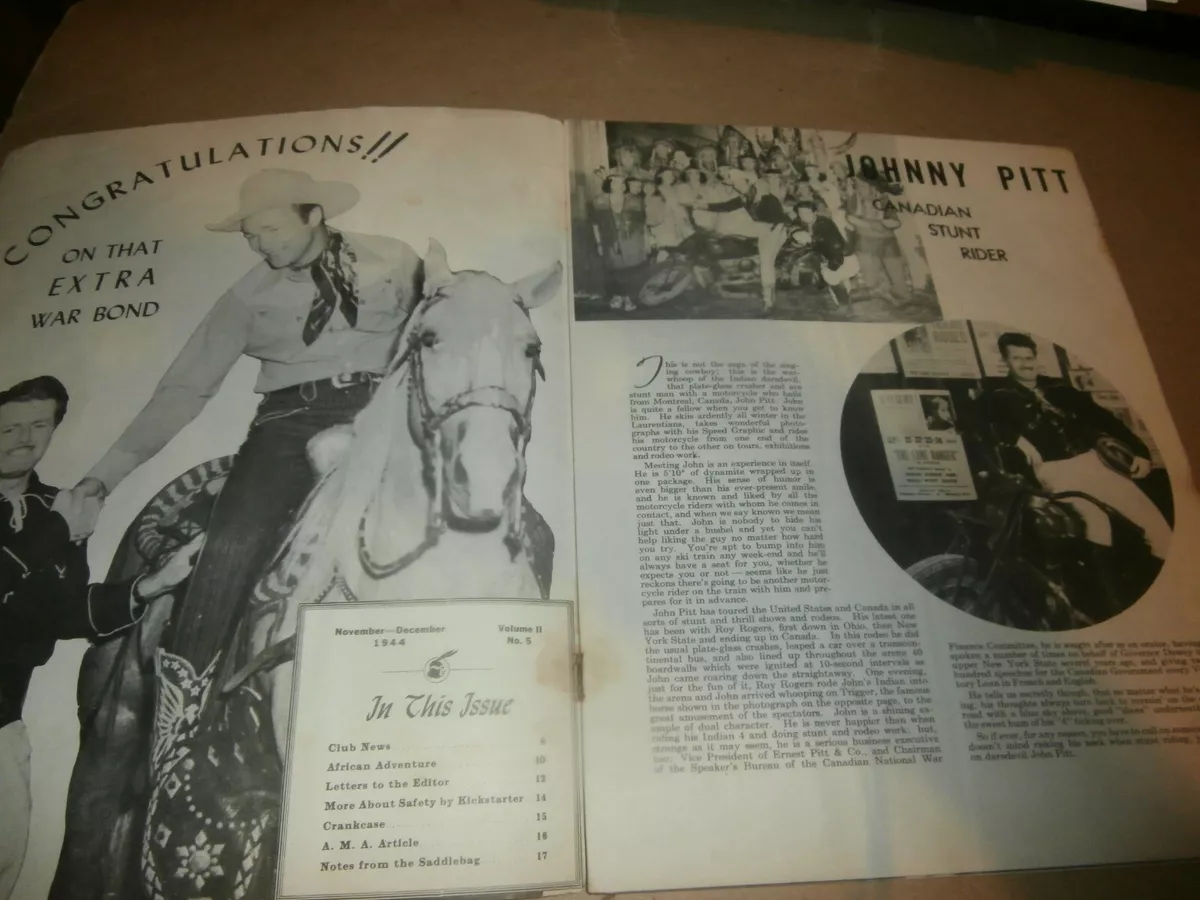 CONGRATULATIONS!!
ON THAT
EXTRA
WAR BOND
November—December
1944
Volume II
No. 5
In This Issue
Club News 6
African Adventure 10
Letters to the Editor 12
More About Safety by Kickstarter 14
Crankcase 15
A. M. A. Article 16
Notes from the Saddlebag 17
JOHNNY PITT
CANADIAN
STUNT
RIDER
This is not the saga of the sing-
ing cowboy; this is the war-
whoop of the Indian daredevil,
that plate-glass crasher and
stunt man with a motorcycle who hails
from Montreal, Canada, John Pitt. John
is quite a fellow when you get to know
him. He skis ardently all winter in the
Laurentians, takes wonderful photo-
graphs with his Speed Graphic and rides
his motorcycle from one end of the
country to the other on tours, exhibitions
and rodeo work.
Meeting John is an experience in itself.
He is 5'10" of dynamite wrapped up in
one package. His sense of humor is
even bigger than his ever-present smile,
and he is known and liked by all the
motorcycle riders with whom he comes in
contact, and when we say known we mean
just that. John is nobody to hide his
light under a bushel and yet you can't
help liking the guy no matter how hard
you try. You're apt to bump into him
on any ski train any week-end and he'll
always have a seat for you, whether he
expects you or not — seems like he just
reckons there's going to be another motor-
cycle rider on the train with him and pre-
pares for it in advance.
John Pitt has toured the United States and Canada in all
sorts of stunt and thrill shows and rodeos. His latest one
has been with Roy Rogers, first down in Ohio, then New
York State and ending up in Canada. In this rodeo he did
the usual plate-glass crashes, leaped a car over a transcon-
tinental bus, and also lined up throughout the arena 40
boardwalls which were ignited at 10-second intervals as
John came roaring down the straightaway. One evening,
just for the fun of it, Roy Rogers rode John's Indian into
the arena and John arrived whooping on Trigger, the famous
horse shown in the photograph on the opposite page, to the
great amusement of the spectators. John is a shining ex-
ample of dual character. He is never happier than when
riding his Indian 4 and doing stunt and rodeo work, but,
strange as it may seem, he is a serious business executive
too, Vice President of Ernest Pitt & Co., and Chairman
of the Speaker's Bureau of the Canadian National War
Finance Committee, he is sought after as an orator, having
spoken a number of times on behalf of Governor Dewey in
upper New York State several years ago and giving
hundred speeches for the Canadian Government every Vic-
tory Loan in French and English.
He tells us secretly though, that no matter what he's
ing, his thoughts always turn back to
road with a blue sky above, good
the sweet hum of his "4" ticking over.
So if ever, for any reason, you have to call on someone
doesn't mind risking his neck when stunt riding,
on daredevil John Pitt.
RODEO
"THE LONE RANGER"